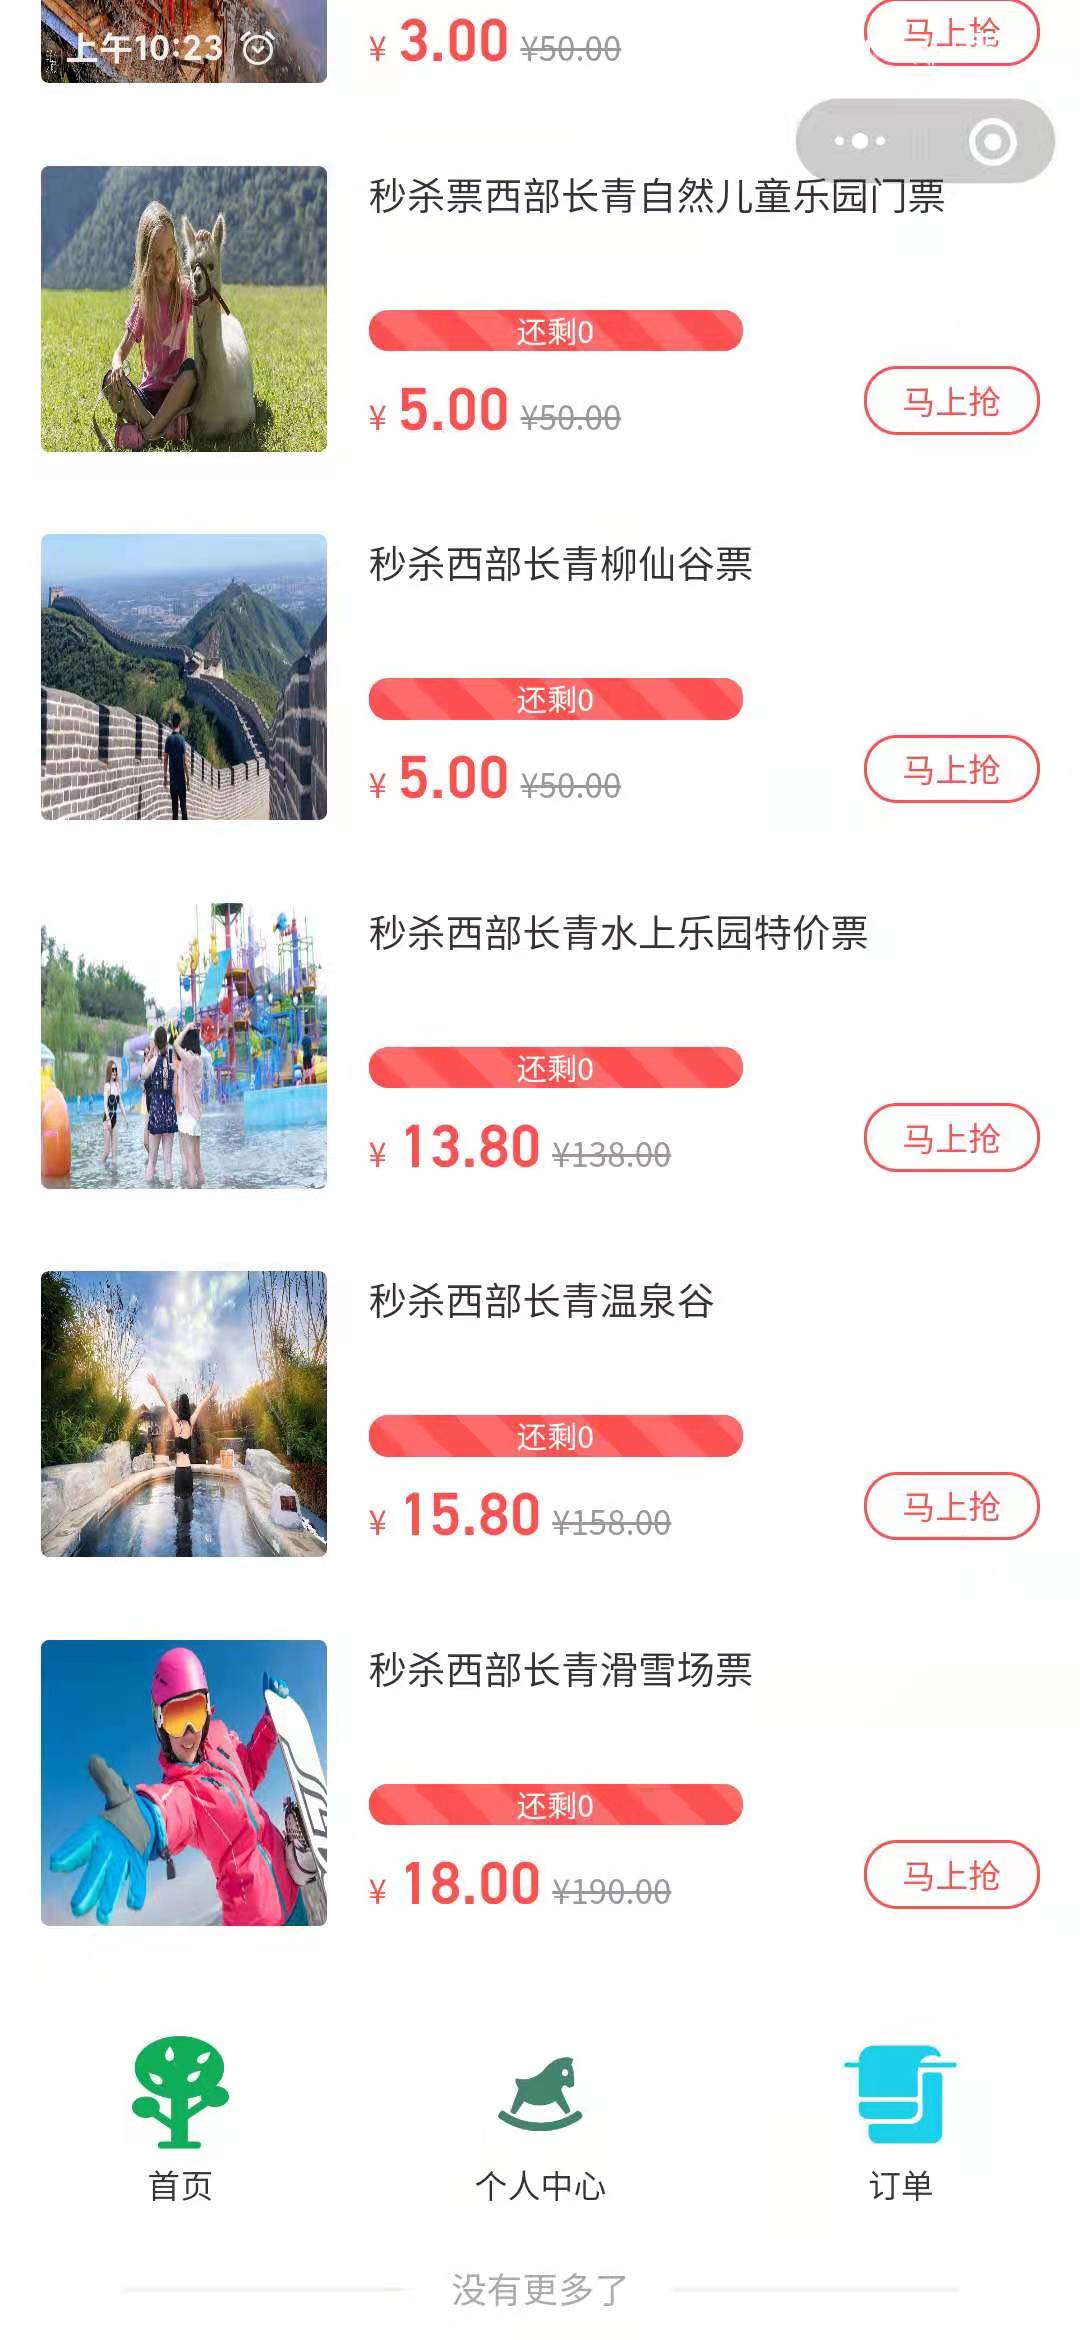 上午10:23
¥ 3.00 ¥50.00
马上抢
秒杀票西部长青自然儿童乐园门票
还剩0
¥ 5.00 ¥50.00
马上抢
秒杀西部长青柳仙谷票
还剩0
¥ 5.00 ¥50.00
马上抢
秒杀西部长青水上乐园特价票
还剩0
¥ 13.80 ¥138.00
马上抢
秒杀西部长青温泉谷
还剩0
¥ 15.80 ¥158.00
马上抢
秒杀西部长青滑雪场票
还剩0
¥ 18.00 ¥190.00
马上抢
首页
个人中心
订单
没有更多了